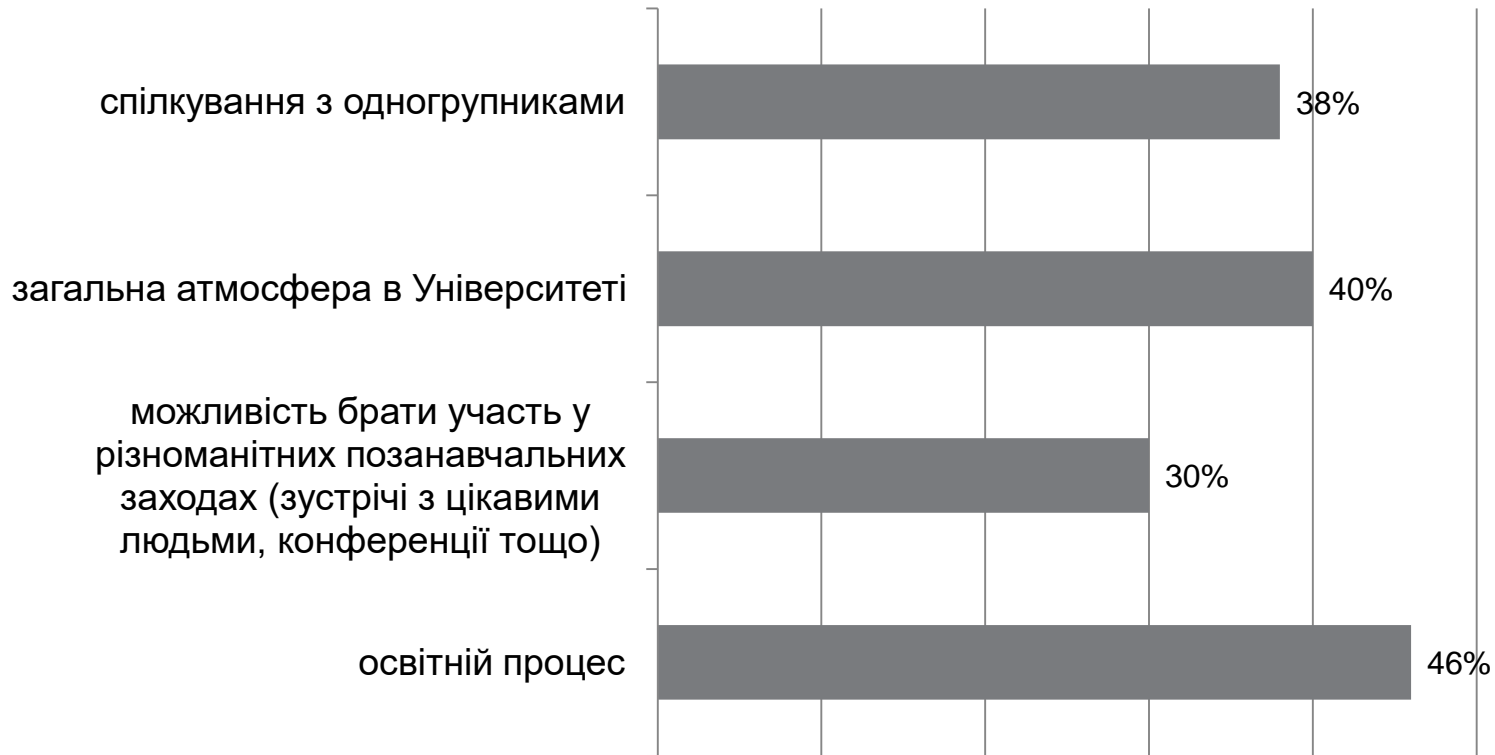 спілкування з одногрупниками
38%
загальна атмосфера в Університеті
40%
можливість брати участь у
різноманітних позанавчальних
заходах (зустрічі з цікавими
людьми, конференції тощо)
30%
освітній процес
46%